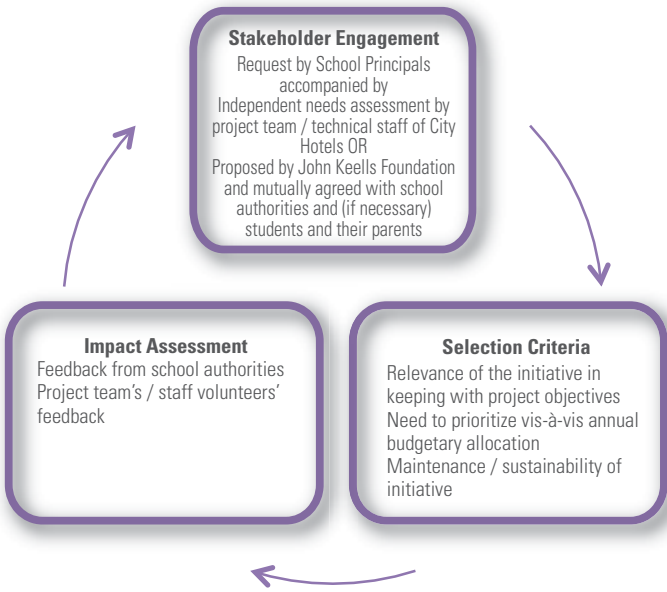 Stakeholder Engagement
Request by School Principals
accompanied by
Independent needs assessment by
project team / technical staff of City
Hotels OR
Proposed by John Keells Foundation
and mutually agreed with school
authorities and (if necessary)
students and their parents
Impact Assessment
Feedback from school authorities
Project team's / staff volunteers'
feedback
Selection Criteria
Relevance of the initiative in
keeping with project objectives
Need to prioritize vis-à-vis annual
budgetary allocation
Maintenance / sustainability of
initiative